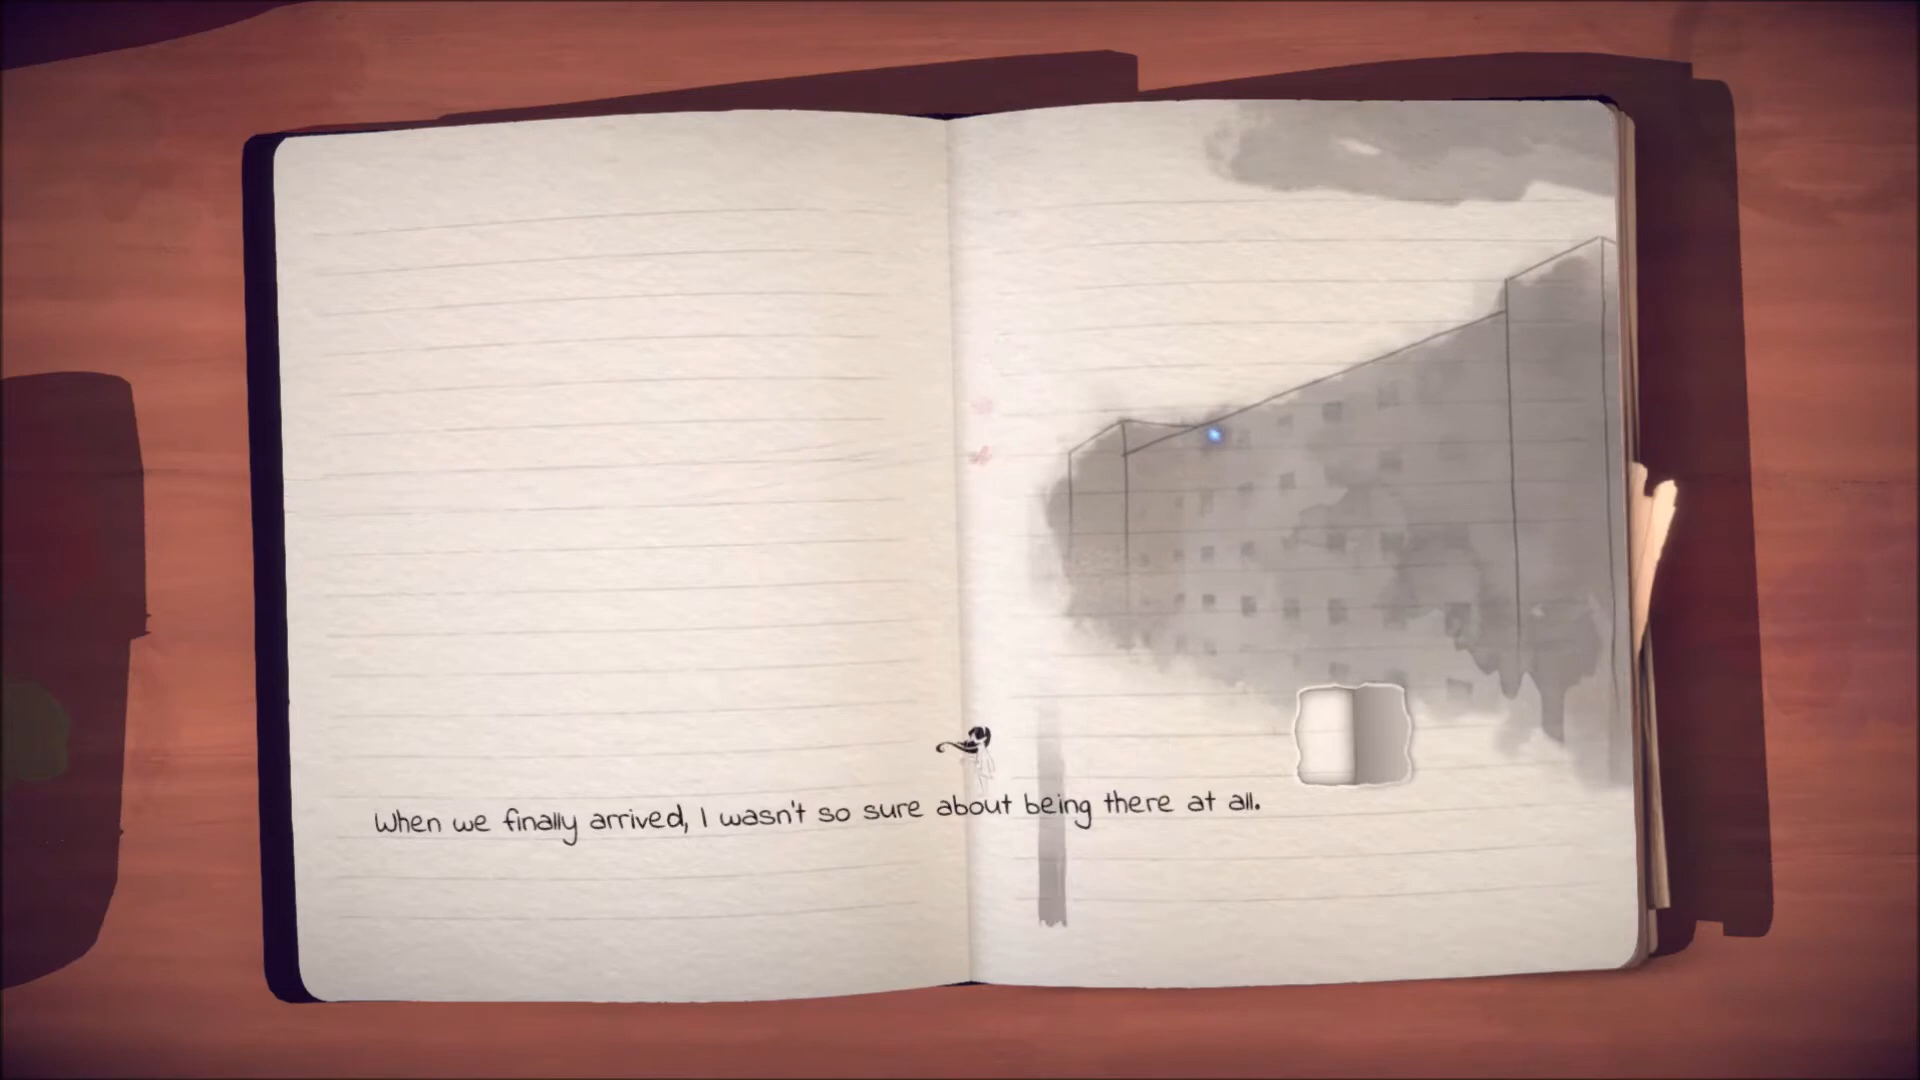 When we finally arrived, I wasn't so sure about being there at all.